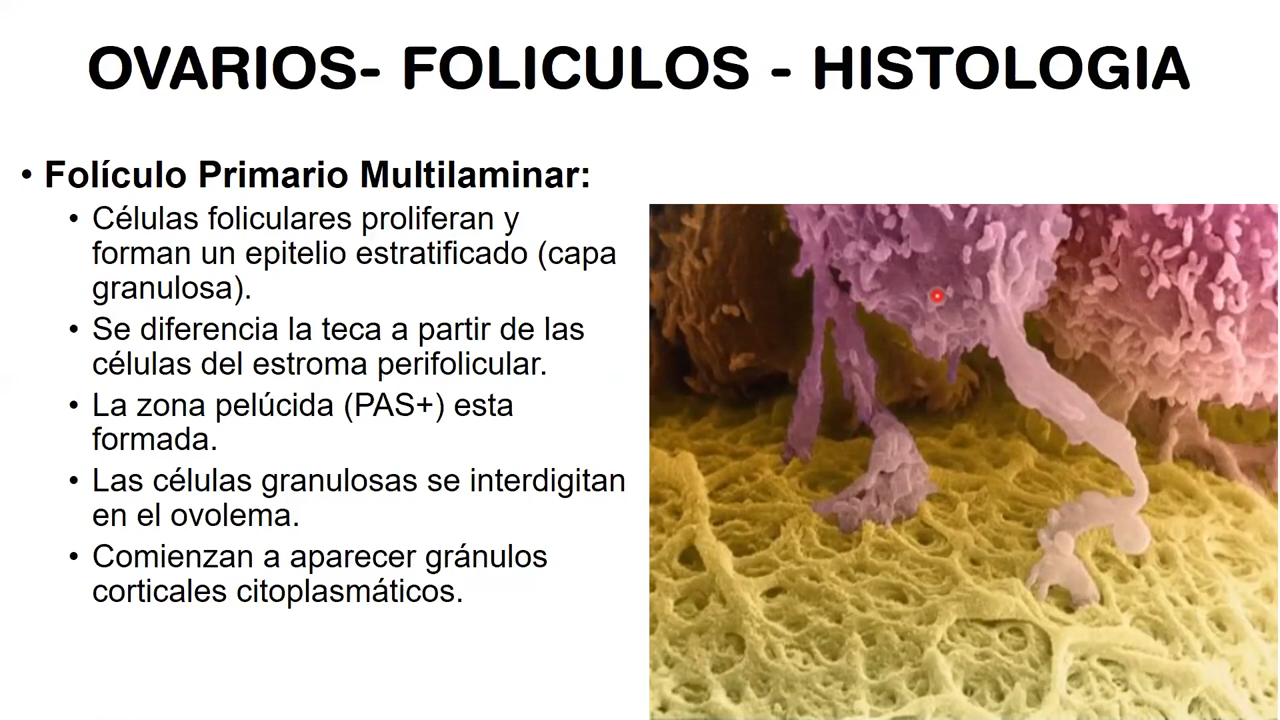 OVARIOS- FOLICULOS - HISTOLOGIA
• Folículo Primario Multilaminar:
• Células foliculares proliferan y
forman un epitelio estratificado (capa
granulosa).
• Se diferencia la teca a partir de las
células del estroma perifolicular.
• La zona pelúcida (PAS+) esta
formada.
• Las células granulosas se interdigitan
en el ovolema.
• Comienzan a aparecer gránulos
corticales citoplasmáticos.